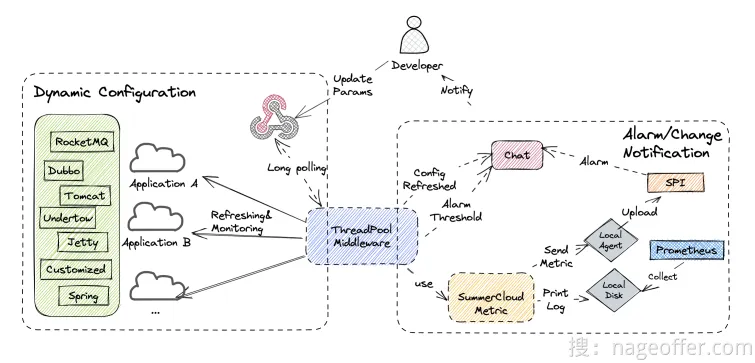 Developer
Update
Params
Notify
Dynamic Configuration
RocketMQ
Dubbo
Tomcat
Undertow
Jetty
Customized
Spring
Application A
Application B
...
Long polling
Refreshing&
Monitoring
ThreadPool
Middleware
Alarm/Change
Notification
Chat
Config
Refreshed
Alarm
Threshold
Alarm
SPI
Upload
Local
Agent
Send
Metric
Prometheus
Collect
Local
Disk
Print
Log
use
SummerCloud
Metric
搜：nageoffer.com